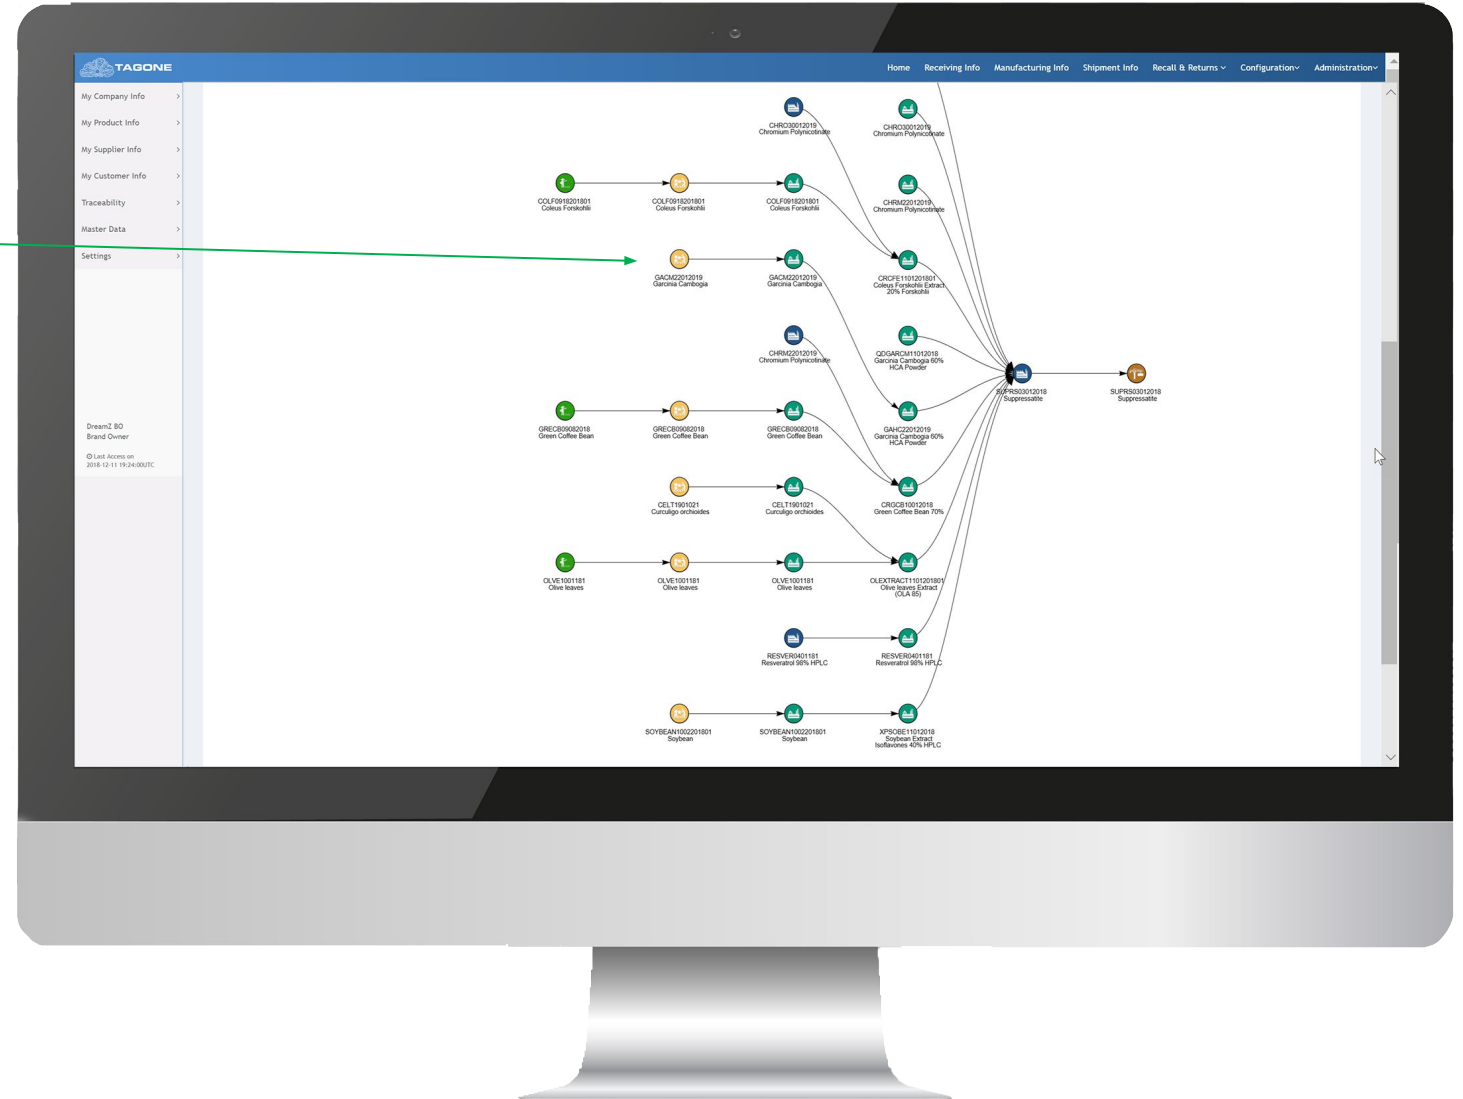 TAGONE
Home Receiving Info Manufacturing Info Shipment Info Recall & Returns Configuration Administration
My Company Info
My Product Info
My Supplier Info
My Customer Info
Traceability
Master Data
Settings
DreamZ BO
Brand Owner
Last Access on
2018-12-11 19:24:00UTC
CHRO30012019
Chromium Polynicotinate
CHRO30012019
Chromium Polynicotinate
COLF0918201801
Coleus Forskohlii
COLF0918201801
Coleus Forskohlii
COLF0918201801
Coleus Forskohlii
CHRM22012019
Chromium Polynicotinate
GACM22012019
Garcinia Cambogia
GACM22012019
Garcinia Cambogia
CRCFE1101201801
Coleus Forskohlii Extract
20% Forskohlii
CHRM22012019
Chromium Polynicotinate
QDGARCM11012018
Garcinia Cambogia 60%
HCA Powder
SUPRS03012018
Suppressatite
SUPRS03012018
Suppressatite
GRECB09082018
Green Coffee Bean
GRECB09082018
Green Coffee Bean
GRECB09082018
Green Coffee Bean
GAHC22012019
Garcinia Cambogia 60%
HCA Powder
CELT1901021
Curculigo orchioides
CELT1901021
Curculigo orchioides
CRGCB10012018
Green Coffee Bean 70%
OLVE1001181
Olive leaves
OLVE1001181
Olive leaves
OLVE1001181
Olive leaves
OLEXTRACT1101201801
Olive leaves Extract
(OLA 85)
RESVER0401181
Resveratrol 98% HPLC
RESVER0401181
Resveratrol 98% HPLC
SOYBEAN1002201801
Soybean
SOYBEAN1002201801
Soybean
XPSOBE11012018
Soybean Extract
Isoflavones 40% HPLC